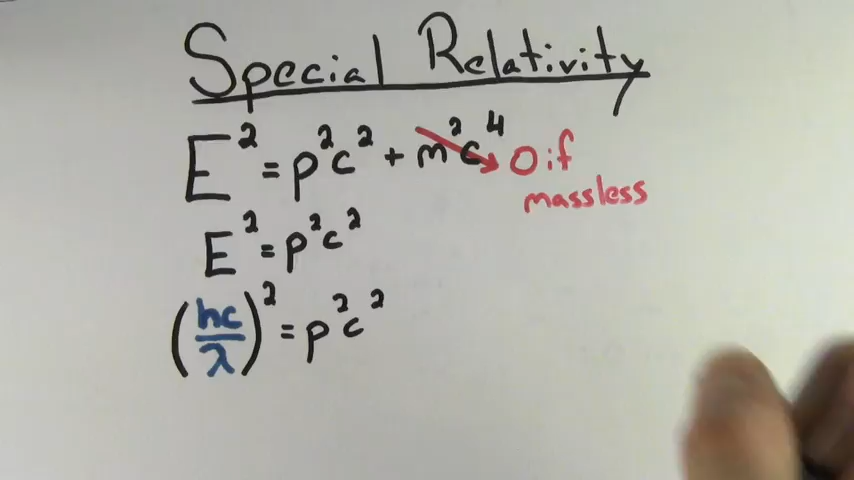 Special Relativity
E² = p²c² + m²c⁴ 0 if
massless
E² = p²c²
(hc/λ)² = p²c²